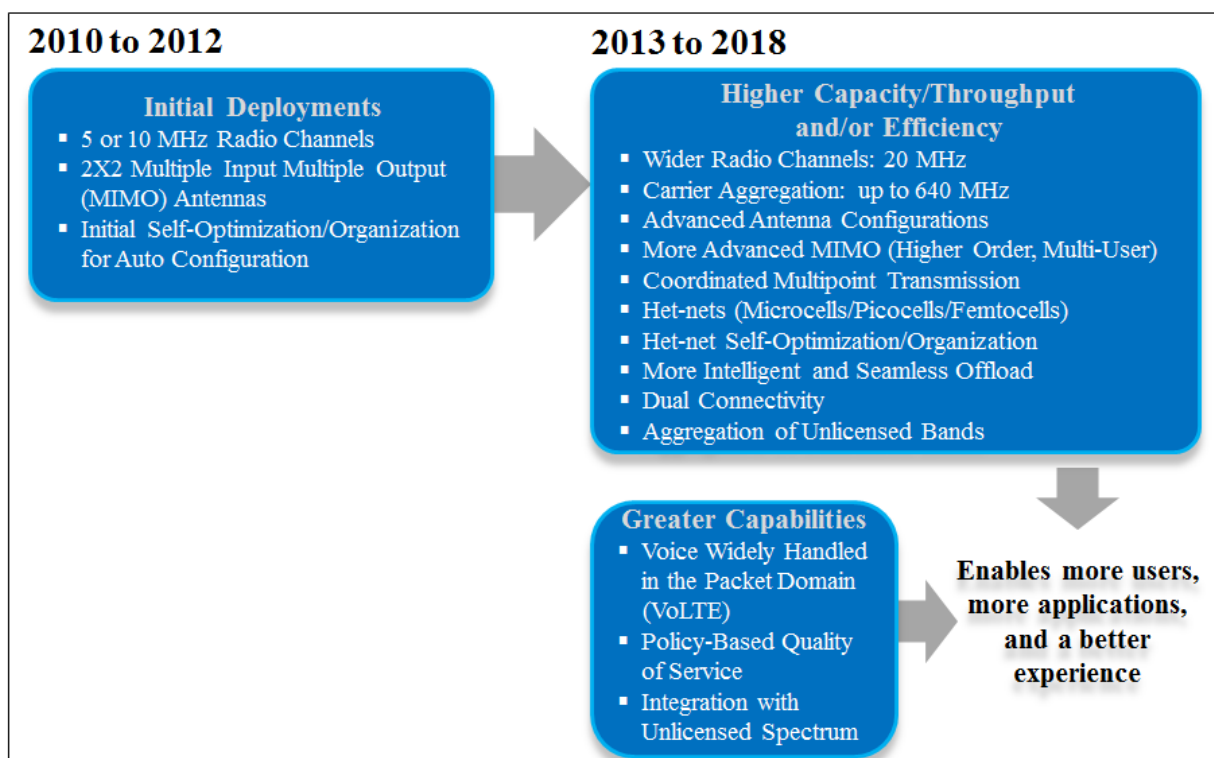 2010 to 2012
Initial Deployments
▪ 5 or 10 MHz Radio Channels
▪ 2X2 Multiple Input Multiple Output
(MIMO) Antennas
▪ Initial Self-Optimization/Organization
for Auto Configuration
2013 to 2018
Higher Capacity/Throughput
and/or Efficiency
▪ Wider Radio Channels: 20 MHz
▪ Carrier Aggregation: up to 640 MHz
▪ Advanced Antenna Configurations
▪ More Advanced MIMO (Higher Order, Multi-User)
▪ Coordinated Multipoint Transmission
▪ Het-nets (Microcells/Picocells/Femtocells)
▪ Het-net Self-Optimization/Organization
▪ More Intelligent and Seamless Offload
▪ Dual Connectivity
▪ Aggregation of Unlicensed Bands
Greater Capabilities
▪ Voice Widely Handled
in the Packet Domain
(VoLTE)
▪ Policy-Based Quality
of Service
▪ Integration with
Unlicensed Spectrum
Enables more users,
more applications,
and a better
experience